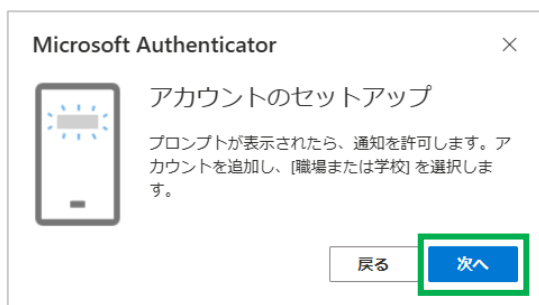 Microsoft Authenticator
アカウントのセットアップ
プロンプトが表示されたら、通知を許可します。ア
カウントを追加し、[職場または学校] を選択しま
す。
戻る
次へ